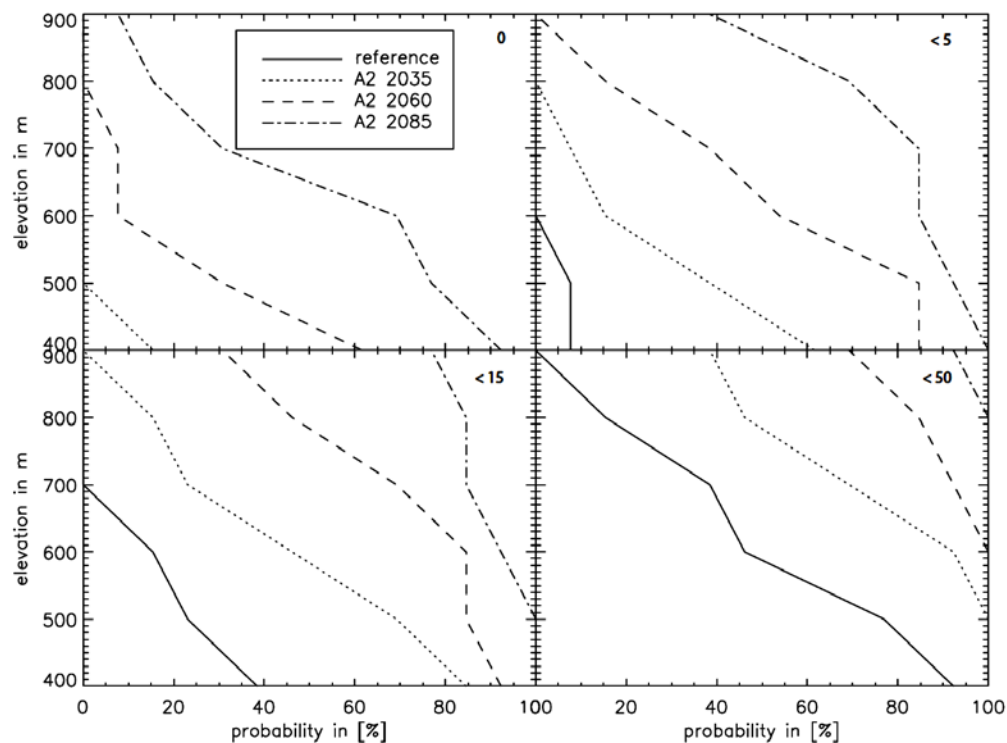 0
<5
reference
A2 2035
A2 2060
A2 2085
900
800
700
600
500
400
elevation in m
<15
<50
900
800
700
600
500
400
elevation in m
0 20 40 60 80 100 20 40 60 80 100
probability in [%] probability in [%]